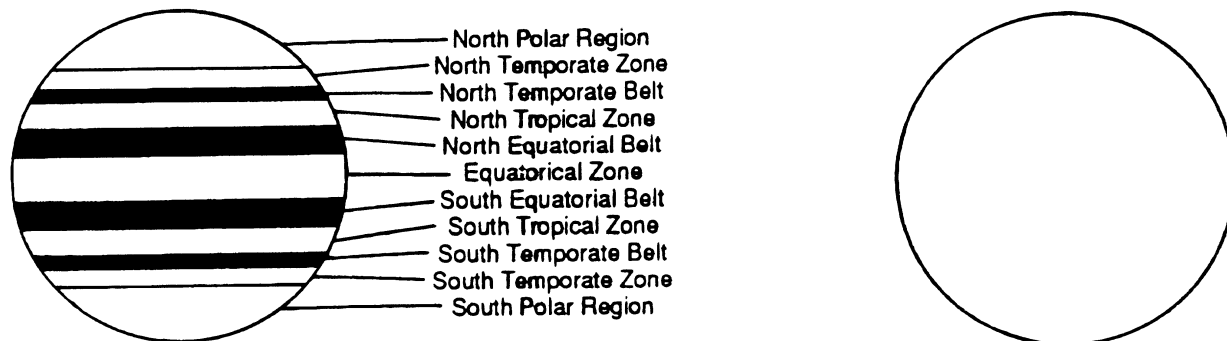 North Polar Region
North Temporate Zone
North Temporate Belt
North Tropical Zone
North Equatorial Belt
Equatorical Zone
South Equatorial Belt
South Tropical Zone
South Temporate Belt
South Temporate Zone
South Polar Region